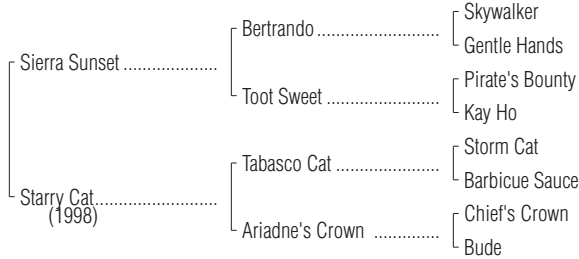 Skywalker
Bertrando ........................
Gentle Hands
Sierra Sunset ..................
Pirate's Bounty
Toot Sweet ......................
Kay Ho
Storm Cat
Tabasco Cat ....................
Barbicue Sauce
Starry Cat.......................
(1998)
Chief's Crown
Ariadne's Crown .............
Bude